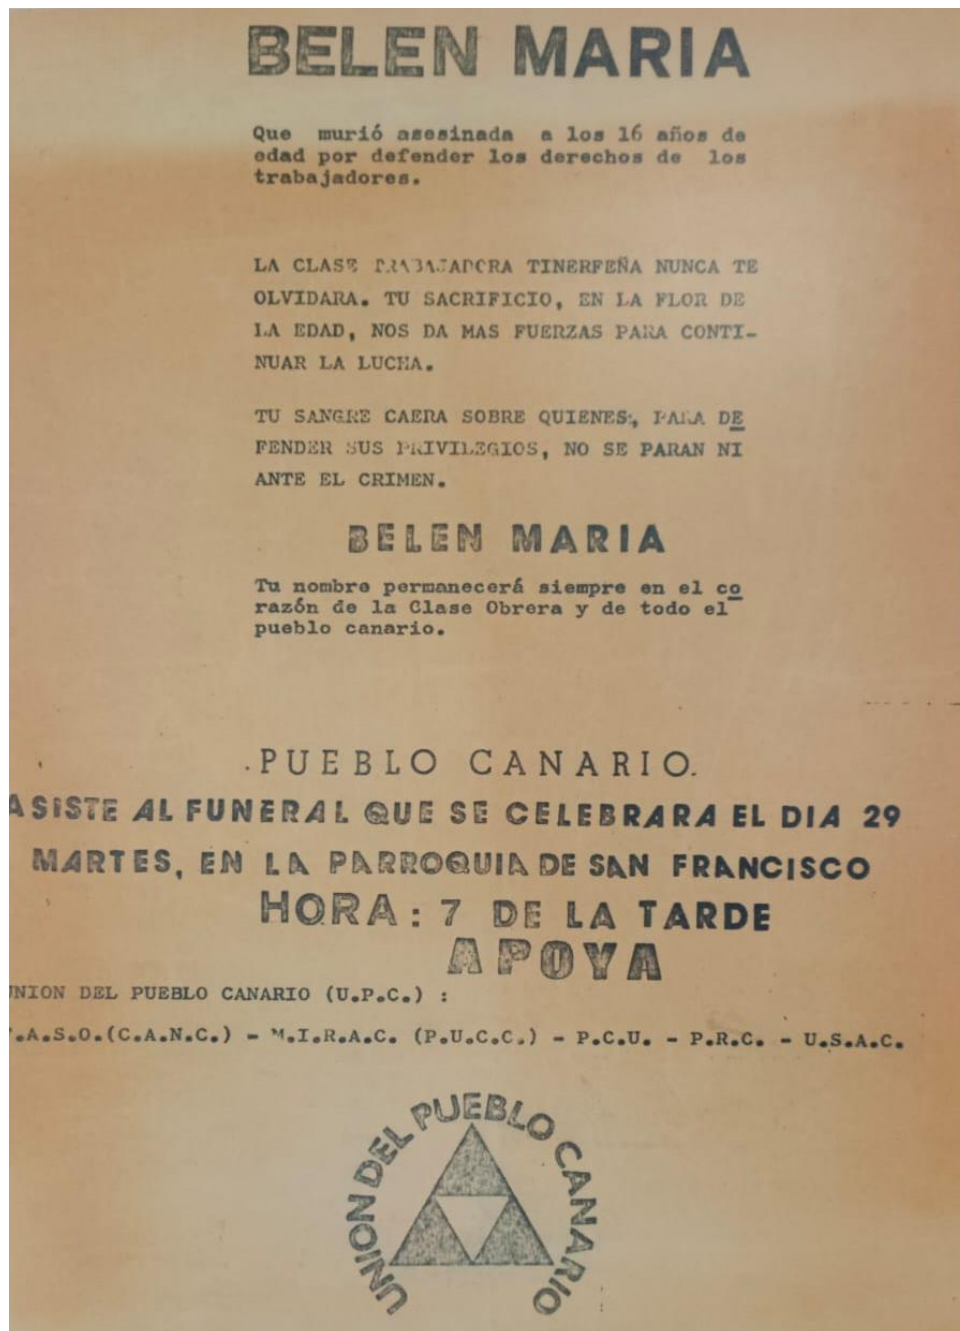 BELEN MARIA
Que murió asesinada a los 16 años de
edad por defender los derechos de los
trabajadores.
LA CLASE TRABAJADORA TINERFEÑA NUNCA TE
OLVIDARA. TU SACRIFICIO, EN LA FLOR DE
LA EDAD, NOS DA MAS FUERZAS PARA CONTI-
NUAR LA LUCHA.
TU SANGRE CAERA SOBRE QUIENES, PARA DE
FENDER SUS PRIVILEGIOS, NO SE PARAN NI
ANTE EL CRIMEN.
BELEN MARIA
Tu nombre permanecerá siempre en el co
razón de la Clase Obrera y de todo el
pueblo canario.
.PUEBLO CANARIO.
ASISTE AL FUNERAL QUE SE CELEBRARA EL DIA 29
MARTES, EN LA PARROQUIA DE SAN FRANCISCO
HORA: 7 DE LA TARDE
APOYA
UNION DEL PUEBLO CANARIO (U.P.C.) :
.A.S.O.(C.A.N.C.) - M.I.R.A.C. (P.U.C.C.) - P.C.U. - P.R.C. - U.S.A.C.
UNION DEL PUEBLO CANARIO